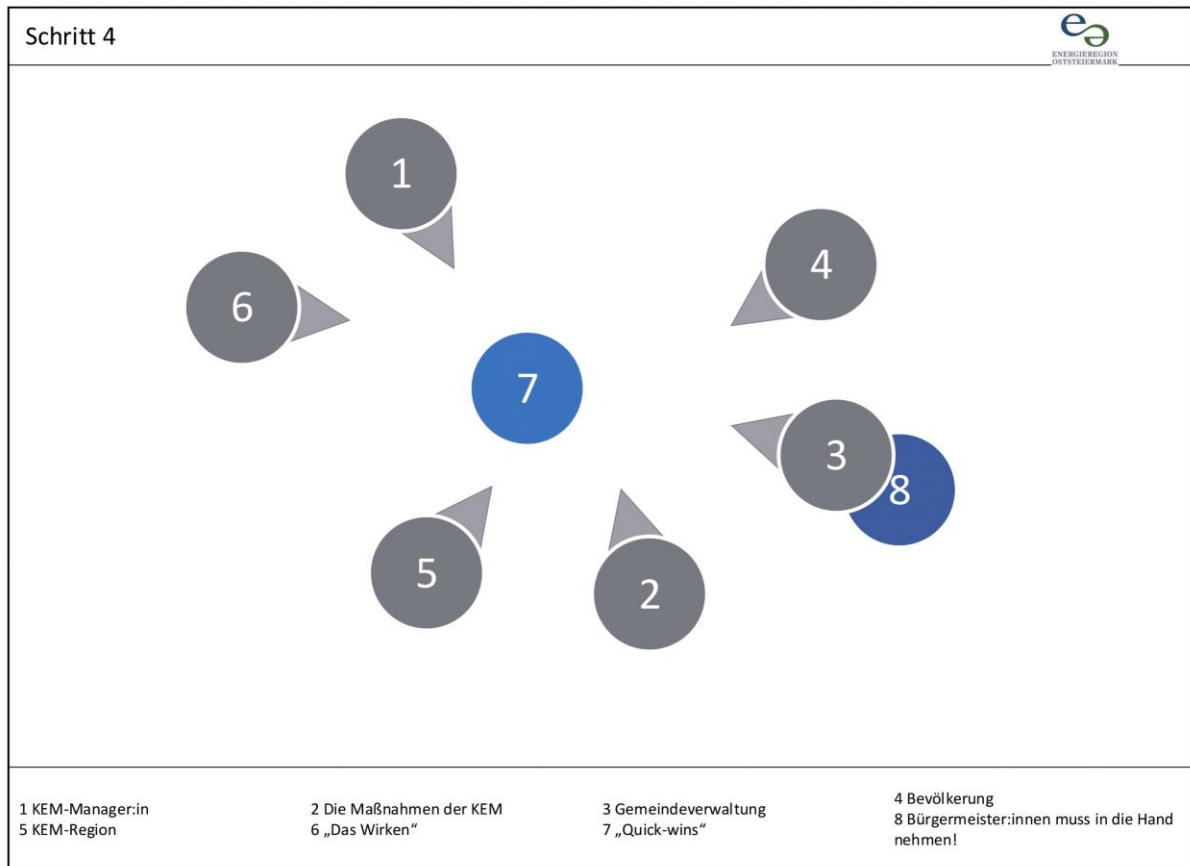 Schritt 4
ENERGIEREGION
OSTSTEIERMARK
1
4
6
7
3
8
5
2
1 KEM-Manager:in
5 KEM-Region
2 Die Maßnahmen der KEM
6 „Das Wirken“
3 Gemeindeverwaltung
7 „Quick-wins“
4 Bevölkerung
8 Bürgermeister:innen muss in die Hand
nehmen!